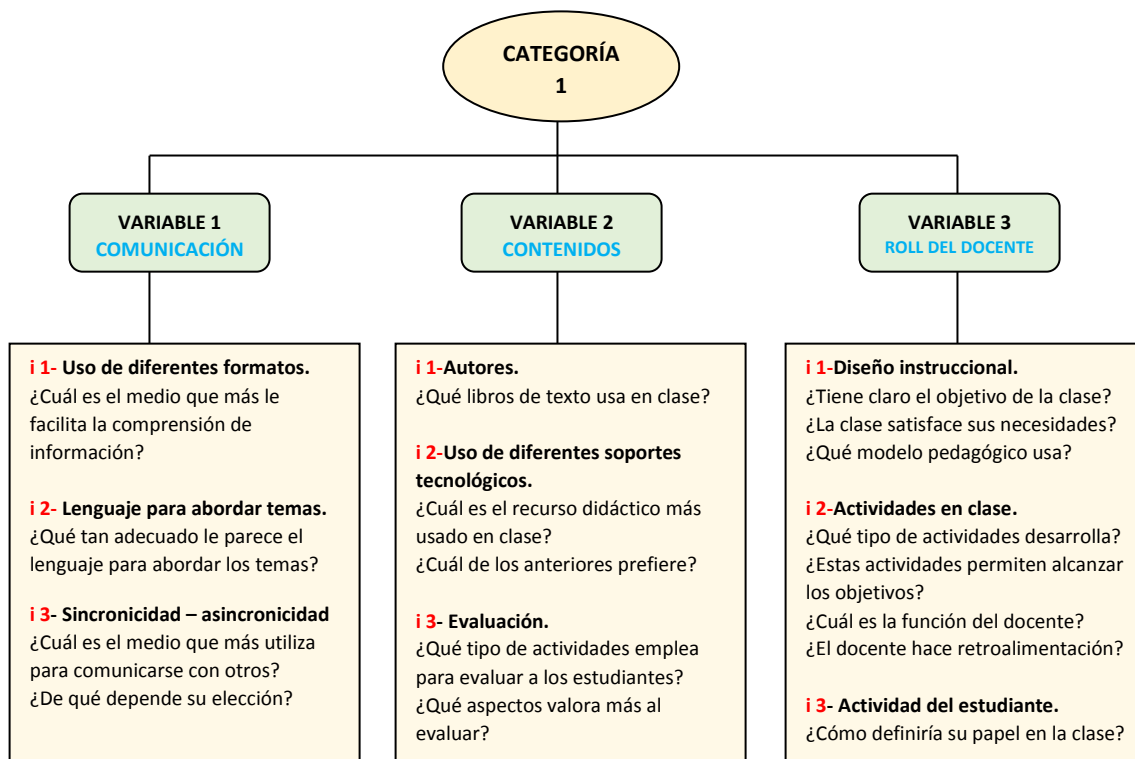 CATEGORÍA
1
VARIABLE 1
COMUNICACIÓN
VARIABLE 2
CONTENIDOS
VARIABLE 3
ROLL DEL DOCENTE
i 1- Uso de diferentes formatos.
¿Cuál es el medio que más le
facilita la comprensión de
información?
i 2- Lenguaje para abordar temas.
¿Qué tan adecuado le parece el
lenguaje para abordar los temas?
i 3- Sincronicidad – asincronicidad
¿Cuál es el medio que más utiliza
para comunicarse con otros?
¿De qué depende su elección?
i 1-Autores.
¿Qué libros de texto usa en clase?
i 2-Uso de diferentes soportes
tecnológicos.
¿Cuál es el recurso didáctico más
usado en clase?
¿Cuál de los anteriores prefiere?
i 3- Evaluación.
¿Qué tipo de actividades emplea
para evaluar a los estudiantes?
¿Qué aspectos valora más al
evaluar?
i 1-Diseño instruccional.
¿Tiene claro el objetivo de la clase?
¿La clase satisface sus necesidades?
¿Qué modelo pedagógico usa?
i 2-Actividades en clase.
¿Qué tipo de actividades desarrolla?
¿Estas actividades permiten alcanzar
los objetivos?
¿Cuál es la función del docente?
¿El docente hace retroalimentación?
i 3- Actividad del estudiante.
¿Cómo definiría su papel en la clase?